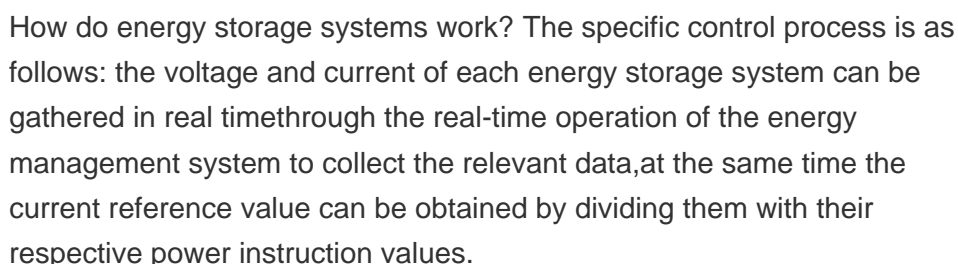 How do energy storage systems work? The specific control process is as
follows: the voltage and current of each energy storage system can be
gathered in real timethrough the real-time operation of the energy
management system to collect the relevant data,at the same time the
current reference value can be obtained by dividing them with their
respective power instruction values.